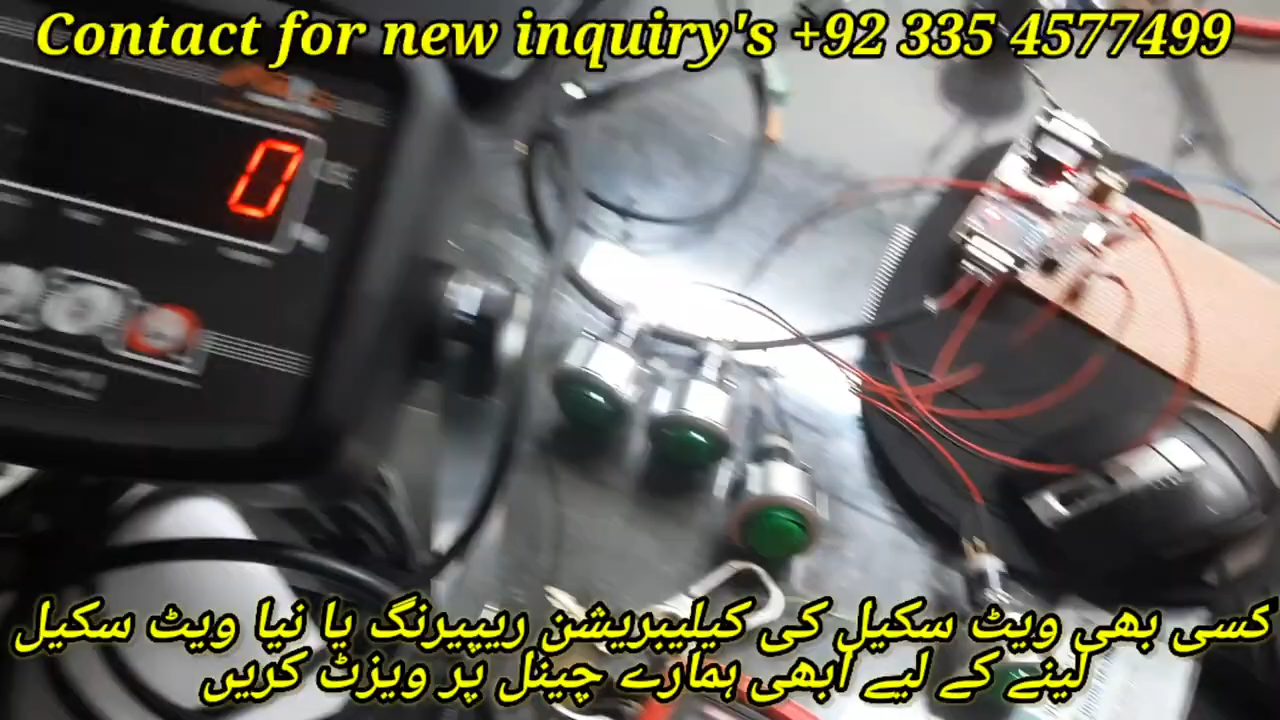 Contact for new inquiry's +92 335 4577499
0
کسی بھی ویٹ سکیل کی کیلیبریشن ریپیرنگ یا نیا ویٹ سکیل
لینے کے لیے ابھی ہمارے چینل پر ویزٹ کریں